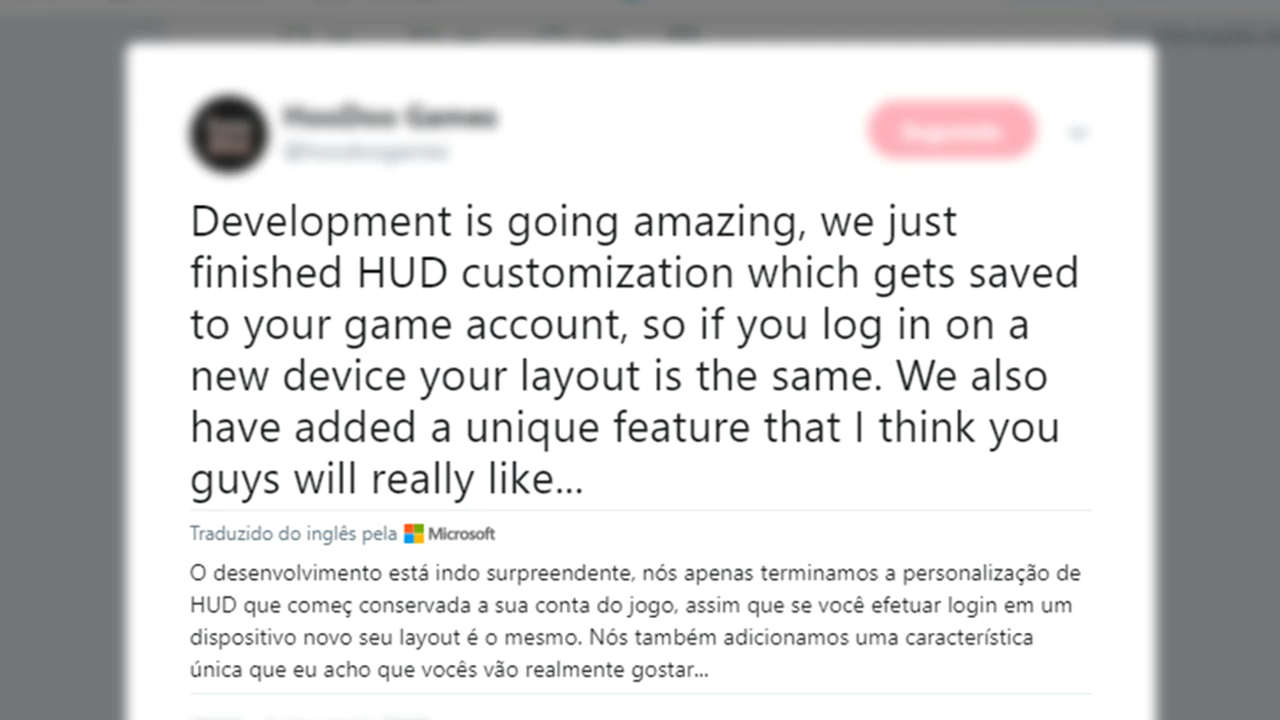 HooDoo Games
Development is going amazing, we just
finished HUD customization which gets saved
to your game account, so if you log in on a
new device your layout is the same. We also
have added a unique feature that I think you
guys will really like...
Traduzido do inglês pela Microsoft
O desenvolvimento está indo surpreendente, nós apenas terminamos a personalização de
HUD que começ conservada a sua conta do jogo, assim que se você efetuar login em um
dispositivo novo seu layout é o mesmo. Nós também adicionamos uma característica
única que eu acho que vocês vão realmente gostar...